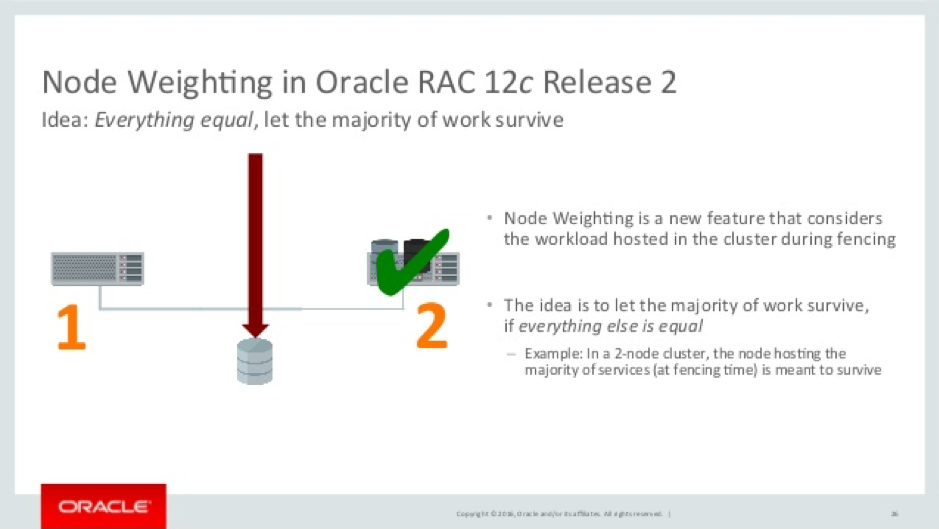 Node Weighting in Oracle RAC 12c Release 2
Idea: Everything equal, let the majority of work survive
• Node Weighting is a new feature that considers
the workload hosted in the cluster during fencing
1
2
• The idea is to let the majority of work survive,
if everything else is equal
– Example: In a 2-node cluster, the node hosting the
majority of services (at fencing time) is meant to survive
ORACLE®
Copyright © 2016, Oracle and/or its affiliates. All rights reserved. |
26